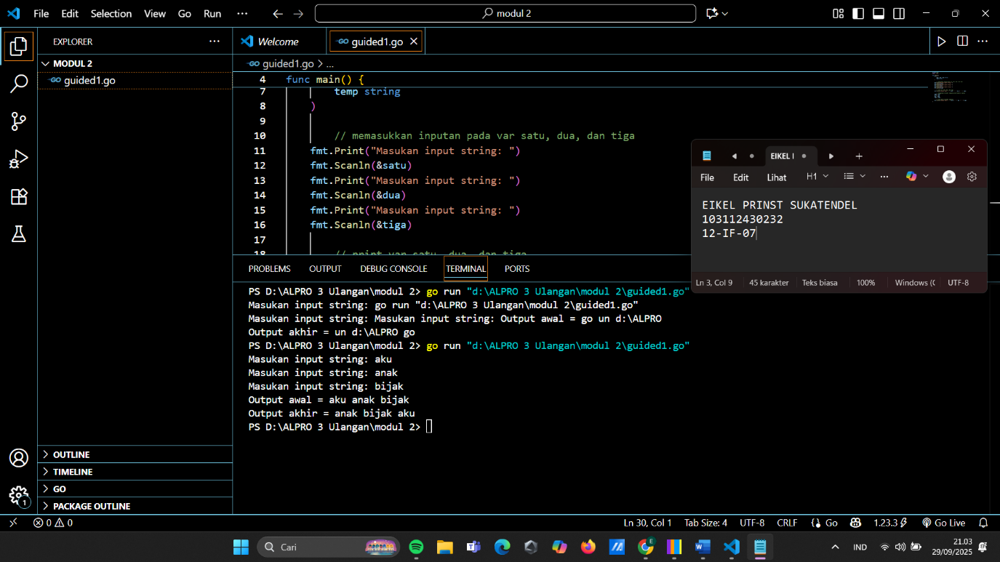 File Edit Selection View Go Run ··· modul 2
EXPLORER ···
Welcome
guided1.go
MODUL 2
guided1.go
guided1.go > ...
4 func main() {
7 temp string
8 )
9
10 // memasukkan inputan pada var satu, dua, dan tiga
11 fmt.Print("Masukan input string: ")
12 fmt.Scanln(&satu)
13 fmt.Print("Masukan input string: ")
14 fmt.Scanln(&dua)
15 fmt.Print("Masukan input string: ")
16 fmt.Scanln(&tiga)
17
18 // print var satu, dua, dan tiga
EIKEL I
File Edit Lihat H1 ···
EIKEL PRINST SUKATENDEL
103112430232
12-IF-07
Ln 3, Col 9 45 karakter Teks biasa 100% Windows (C UTF-8
PROBLEMS OUTPUT DEBUG CONSOLE TERMINAL PORTS
PS D:\ALPRO 3 Ulangan\modul 2> go run "d:\ALPRO 3 Ulangan\modul 2\guided1.go"
Masukan input string: go run "d:\ALPRO 3 Ulangan\modul 2\guided1.go"
Masukan input string: Masukan input string: Output awal = go un d:\ALPRO
Output akhir = un d:\ALPRO go
PS D:\ALPRO 3 Ulangan\modul 2> go run "d:\ALPRO 3 Ulangan\modul 2\guided1.go"
Masukan input string: aku
Masukan input string: anak
Masukan input string: bijak
Output awal = aku anak bijak
Output akhir = anak bijak aku
PS D:\ALPRO 3 Ulangan\modul 2>
OUTLINE
TIMELINE
GO
PACKAGE OUTLINE
1
0 0 Ln 30, Col 1 Tab Size: 4 UTF-8 CRLF {} Go 1.23.3 Go Live
Cari
IND
21.03
29/09/2025